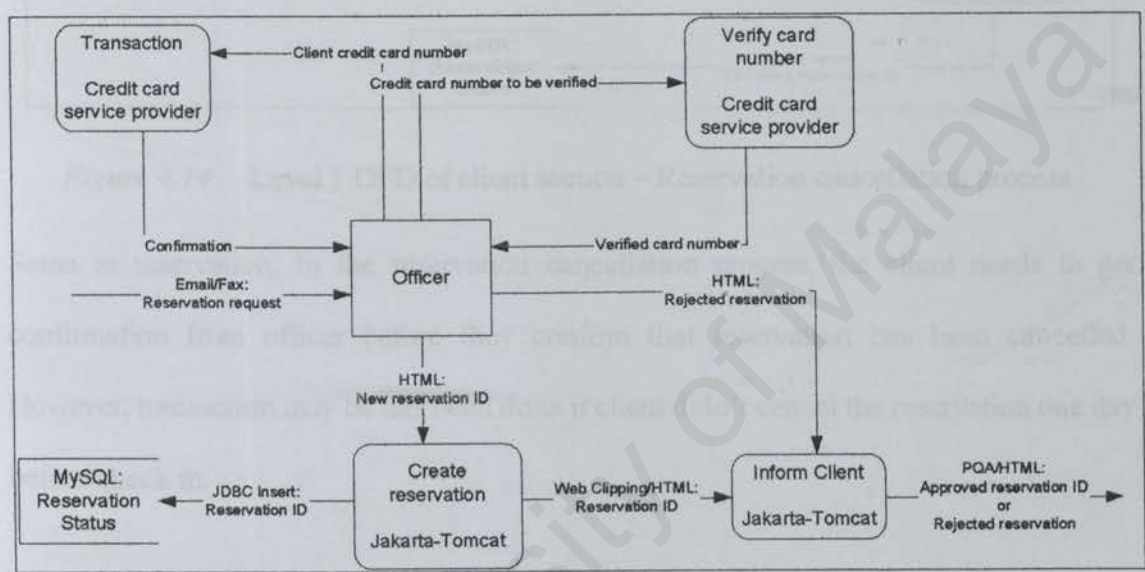 Transaction
Credit card
service provider
Client credit card number
Credit card number to be verified
Verify card
number
Credit card
service provider
Confirmation
Email/Fax:
Reservation request
Officer
Verified card number
HTML:
Rejected reservation
HTML:
New reservation ID
MySQL:
Reservation
Status
JDBC Insert:
Reservation ID
Create
reservation
Jakarta-Tomcat
Web Clipping/HTML:
Reservation ID
Inform Client
Jakarta-Tomcat
PQA/HTML:
Approved reservation ID
or
Rejected reservation
Figure 4.14 Level 1 DFD of client section - Reservation cancellation process
Same as reservation, in the reservation cancellation process, the client needs to get
confirmation from officer before they confirm that reservation has been cancelled.
However, transaction may be done if client didn't cancel the reservation one day
sity of Malaya